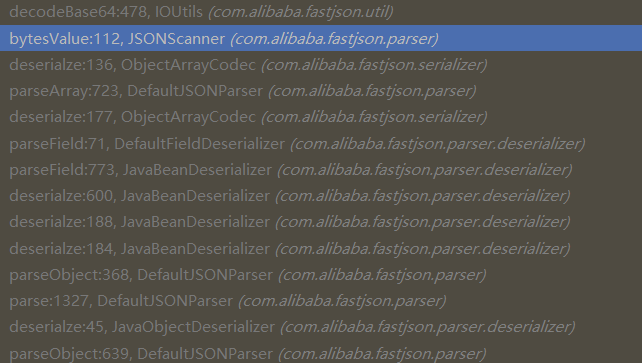 decodeBase64:478, IOUtils (com.alibaba.fastjson.util)
bytesValue:112, JSONScanner (com.alibaba.fastjson.parser)
deserialze:136, ObjectArrayCodec (com.alibaba.fastjson.serializer)
parseArray:723, DefaultJSONParser (com.alibaba.fastjson.parser)
deserialze:177, ObjectArrayCodec (com.alibaba.fastjson.serializer)
parseField:71, DefaultFieldDeserializer (com.alibaba.fastjson.parser.deserializer)
parseField:773, JavaBeanDeserializer (com.alibaba.fastjson.parser.deserializer)
deserialze:600, JavaBeanDeserializer (com.alibaba.fastjson.parser.deserializer)
deserialze:188, JavaBeanDeserializer (com.alibaba.fastjson.parser.deserializer)
deserialze:184, JavaBeanDeserializer (com.alibaba.fastjson.parser.deserializer)
parseObject:368, DefaultJSONParser (com.alibaba.fastjson.parser)
parse:1327, DefaultJSONParser (com.alibaba.fastjson.parser)
deserialze:45, JavaObjectDeserializer (com.alibaba.fastjson.parser.deserializer)
parseObject:639, DefaultJSONParser (com.alibaba.fastjson.parser)